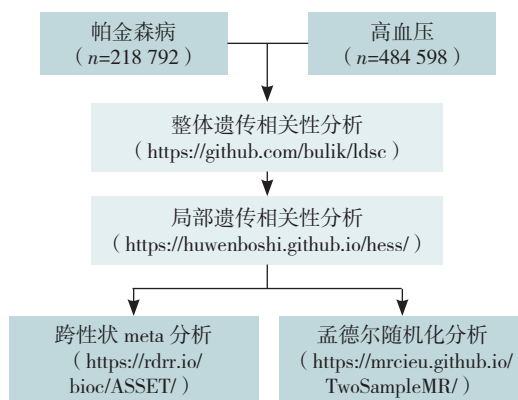 帕金森病
（n=218 792）
高血压
（n=484 598）
整体遗传相关性分析
（https://github.com/bulik/ldsc）
局部遗传相关性分析
（https://huwenboshi.github.io/hess/）
跨性状 meta 分析
（https://rdrr.io/
bioc/ASSET/）
孟德尔随机化分析
（https://mrcieu.github.io/
TwoSampleMR/）